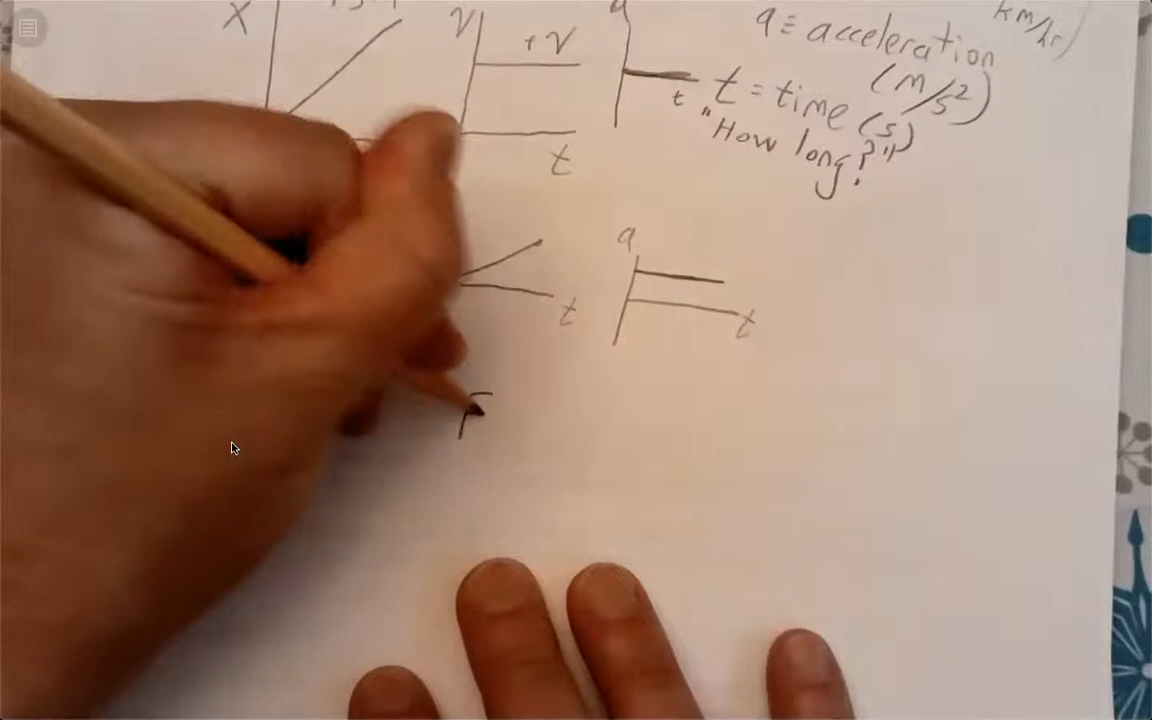 x
v
+v
t
a
t
a = acceleration
(m/s²)
km/hr)
t = time (s)
"How long?"
t
a
t